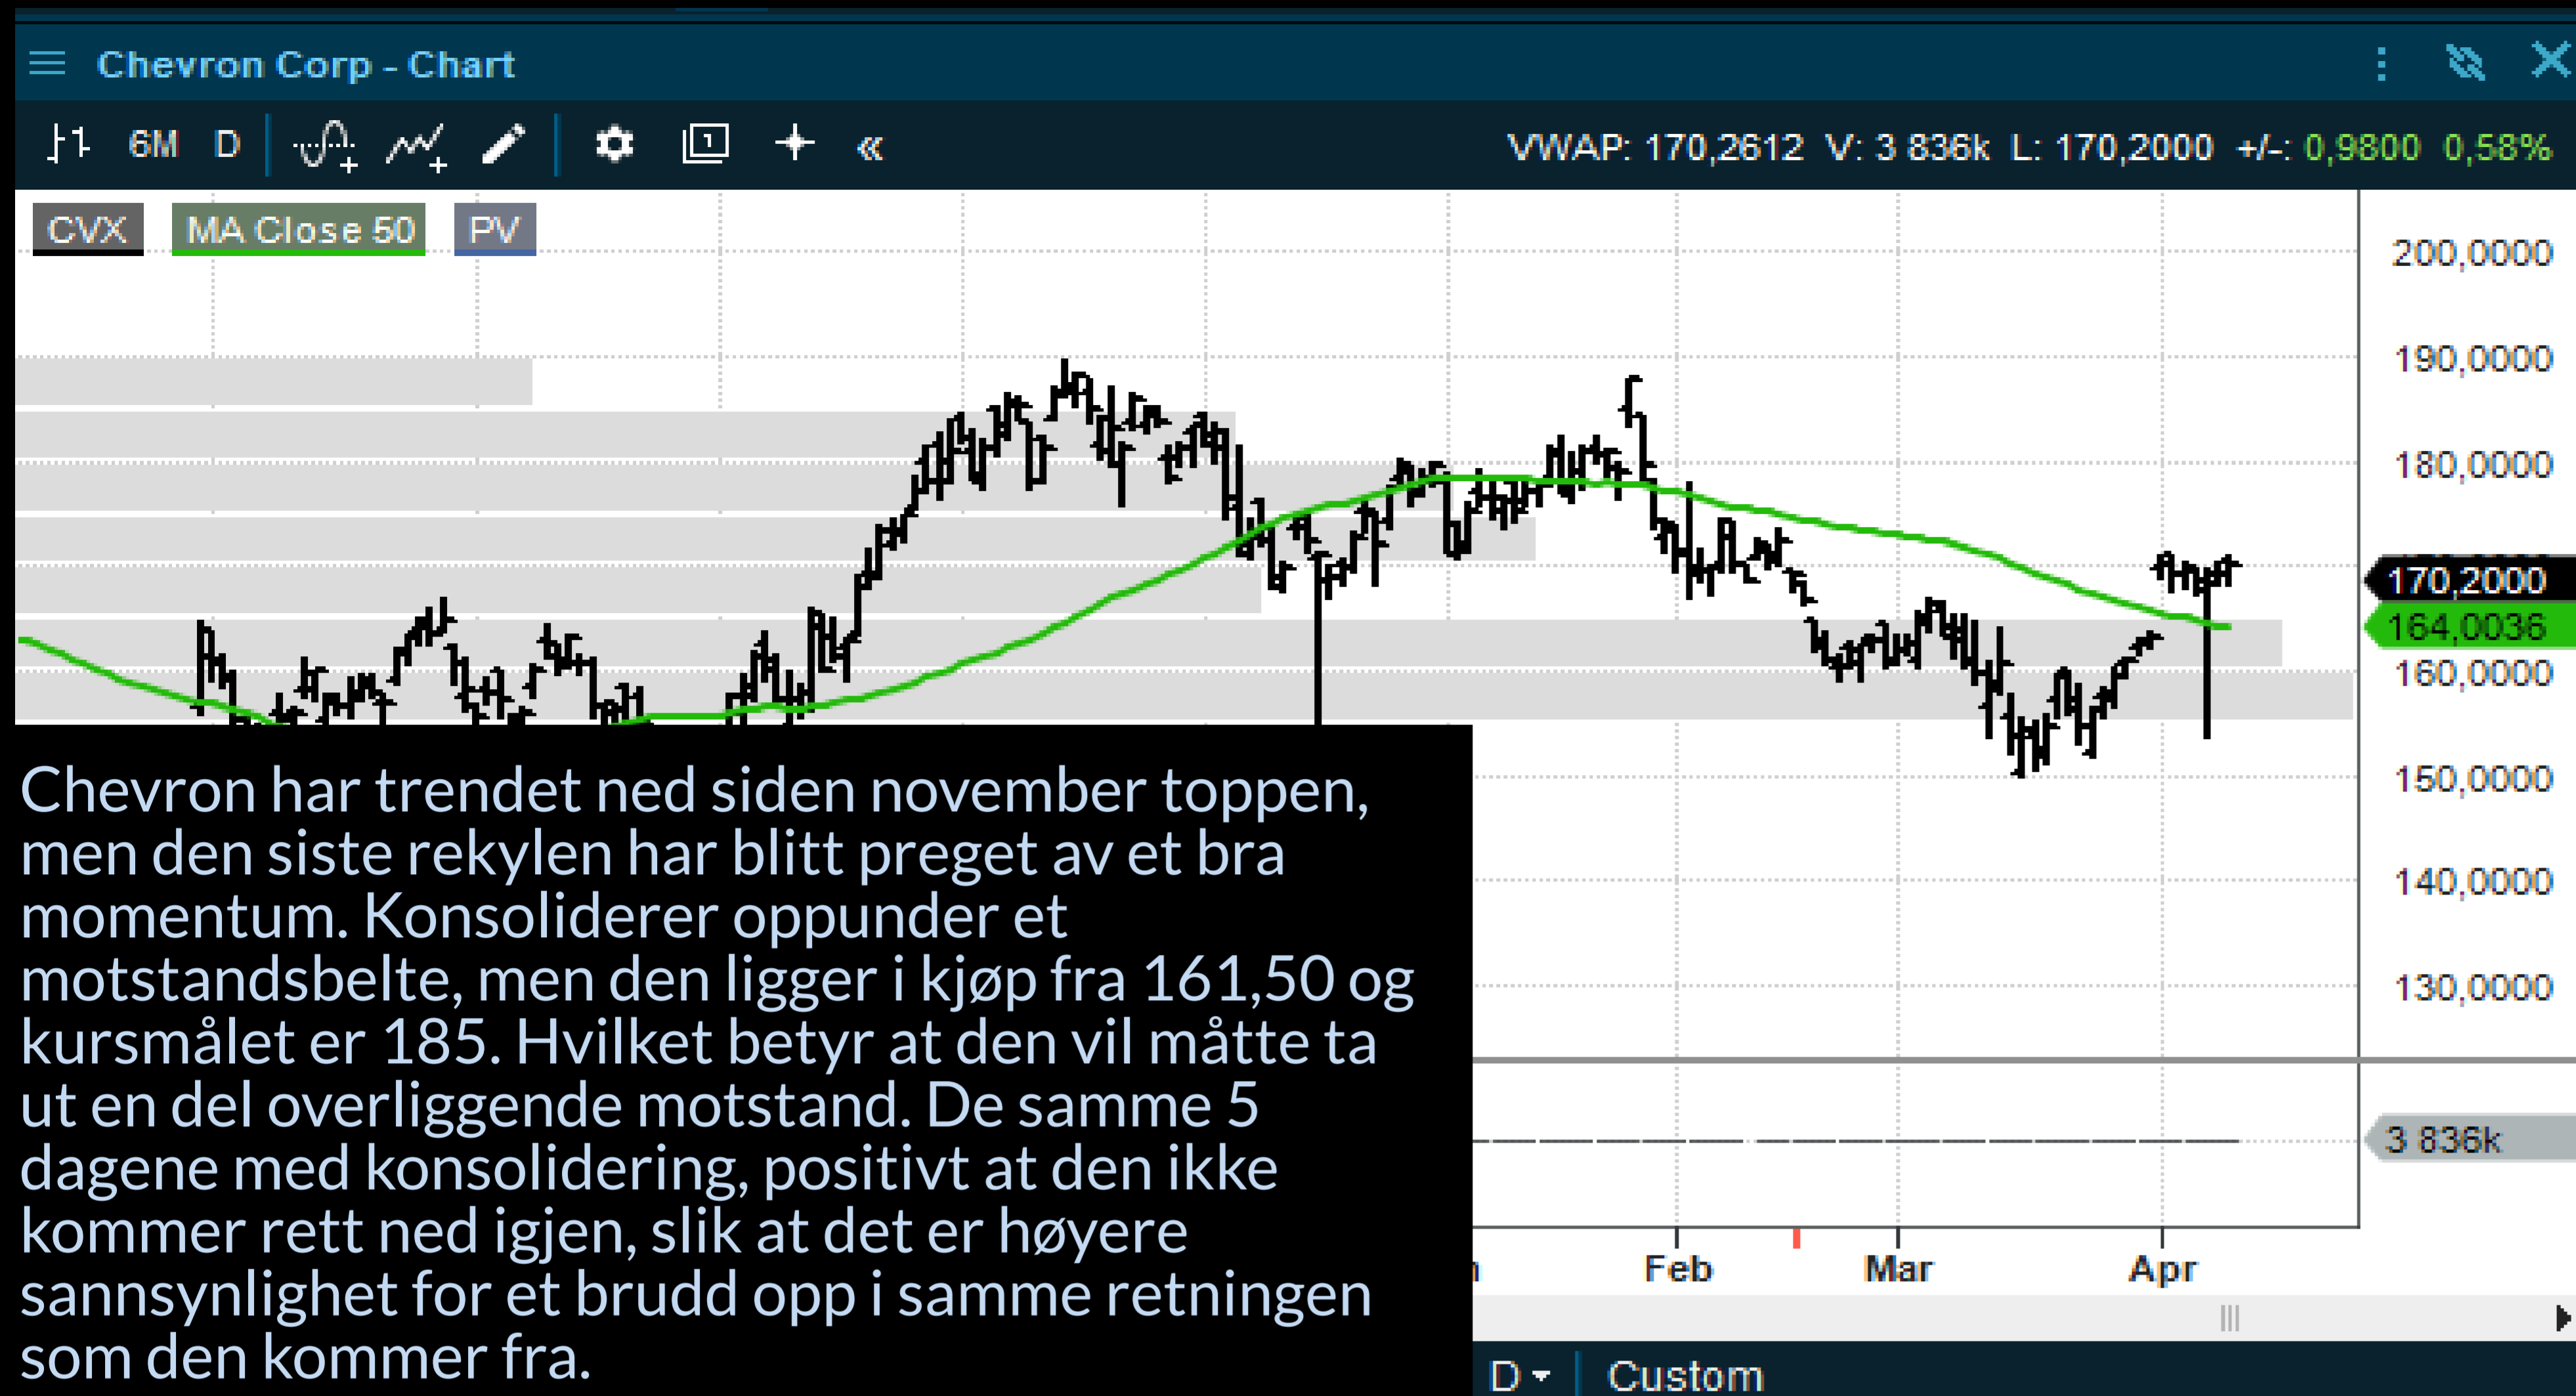 Chevron Corp - Chart
6M D VWAP: 170,2612 V: 3 836k L: 170,2000 +/-: 0,9800 0,58%
CVX MA Close 50 PV
200,0000
190,0000
180,0000
170,2000
164,0036
160,0000
150,0000
140,0000
130,0000
3 836k
Chevron har trendet ned siden november toppen,
men den siste rekylen har blitt preget av et bra
momentum. Konsoliderer oppunder et
motstandsbelte, men den ligger i kjøp fra 161,50 og
kursmålet er 185. Hvilket betyr at den vil måtte ta
ut en del overliggende motstand. De samme 5
dagene med konsolidering, positivt at den ikke
kommer rett ned igjen, slik at det er høyere
sannsynlighet for et brudd opp i samme retningen
som den kommer fra.
Feb Mar Apr
D Custom